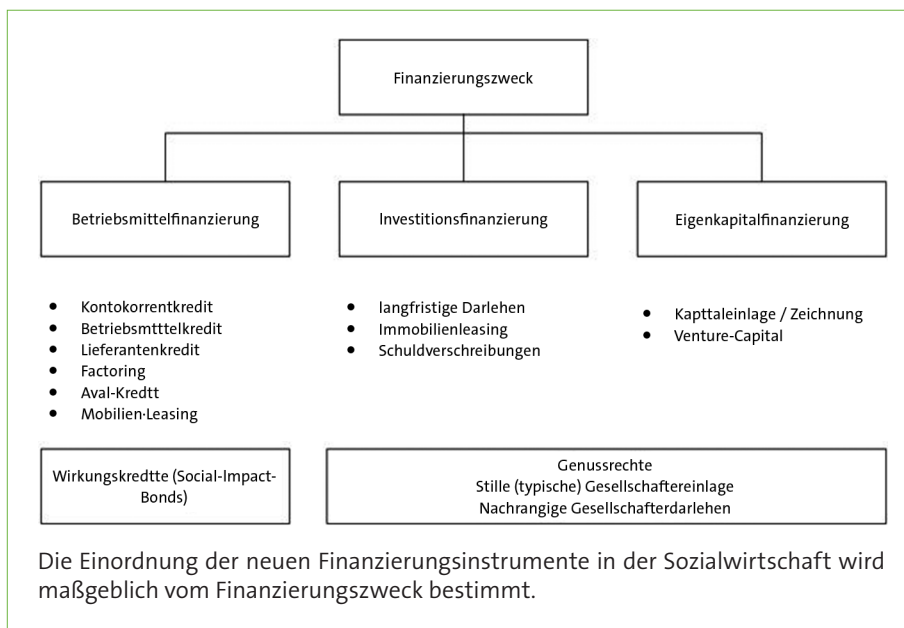 Finanzierungszweck
Betriebsmittelfinanzierung
Investitionsfinanzierung
Eigenkapitalfinanzierung
• Kontokorrentkredit
• Betriebsmtttelkredit
• Lieferantenkredit
• Factoring
• Aval-Kredtt
• Mobilien·Leasing
• langfristige Darlehen
• Immobilienleasing
• Schuldverschreibungen
• Kapttaleinlage / Zeichnung
• Venture-Capital
Wirkungskredtte (Social-Impact-
Bonds)
Genussrechte
Stille (typische) Gesellschaftereinlage
Nachrangige Gesellschafterdarlehen
Die Einordnung der neuen Finanzierungsinstrumente in der Sozialwirtschaft wird
maßgeblich vom Finanzierungszweck bestimmt.